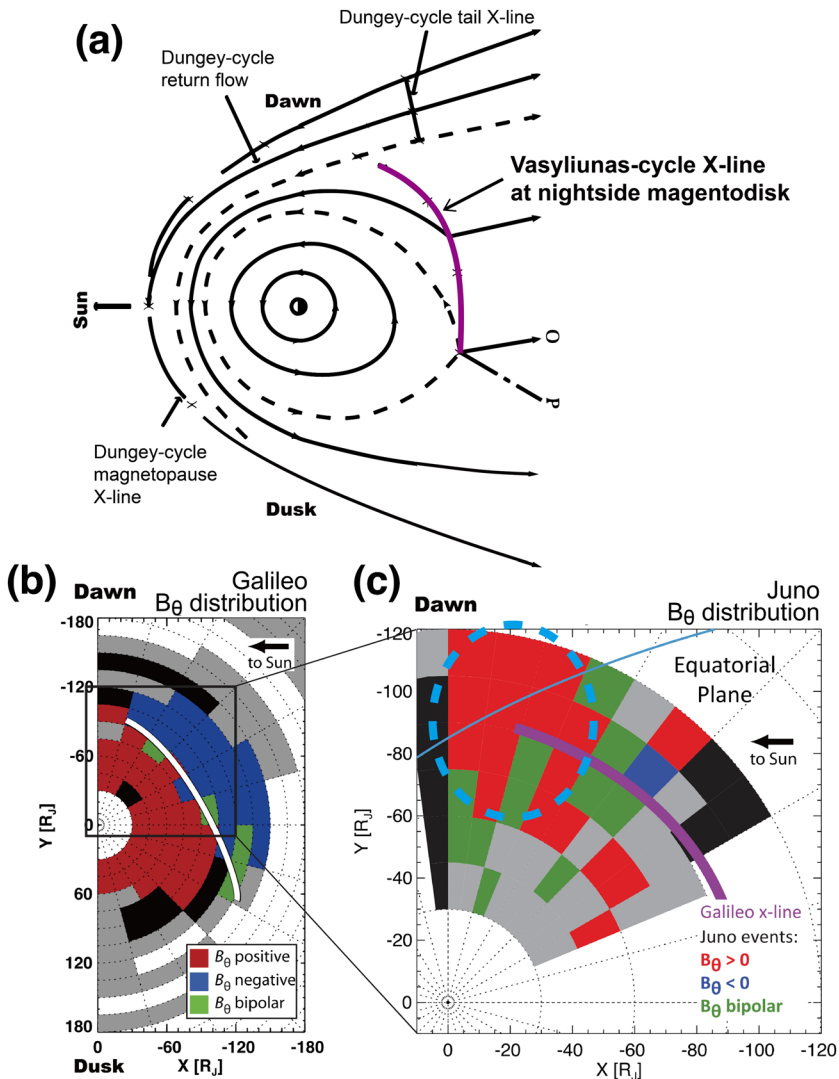 (a)
Dungey-cycle tail X-line
Dungey-cycle
return flow
Dawn
Vasyliunas-cycle X-line
at nightside magentodisk
Sun
O
P
Dungey-cycle
magnetopause
X-line
Dusk
(b)
Dawn
Galileo
Bθ distribution
-180
-120
-60
0
60
120
180
Y [RJ]
to Sun
Bθ positive
Bθ negative
Bθ bipolar
0 -60 -120 -180
Dusk
X [RJ]
(c)
Dawn
Juno
Bθ distribution
-120
-100
-80
-60
-40
-20
0
Y [RJ]
Equatorial
Plane
to Sun
Galileo x-line
Juno events:
Bθ > 0
Bθ < 0
Bθ bipolar
0 -20 -40 -60 -80 -100 -120
X [RJ]